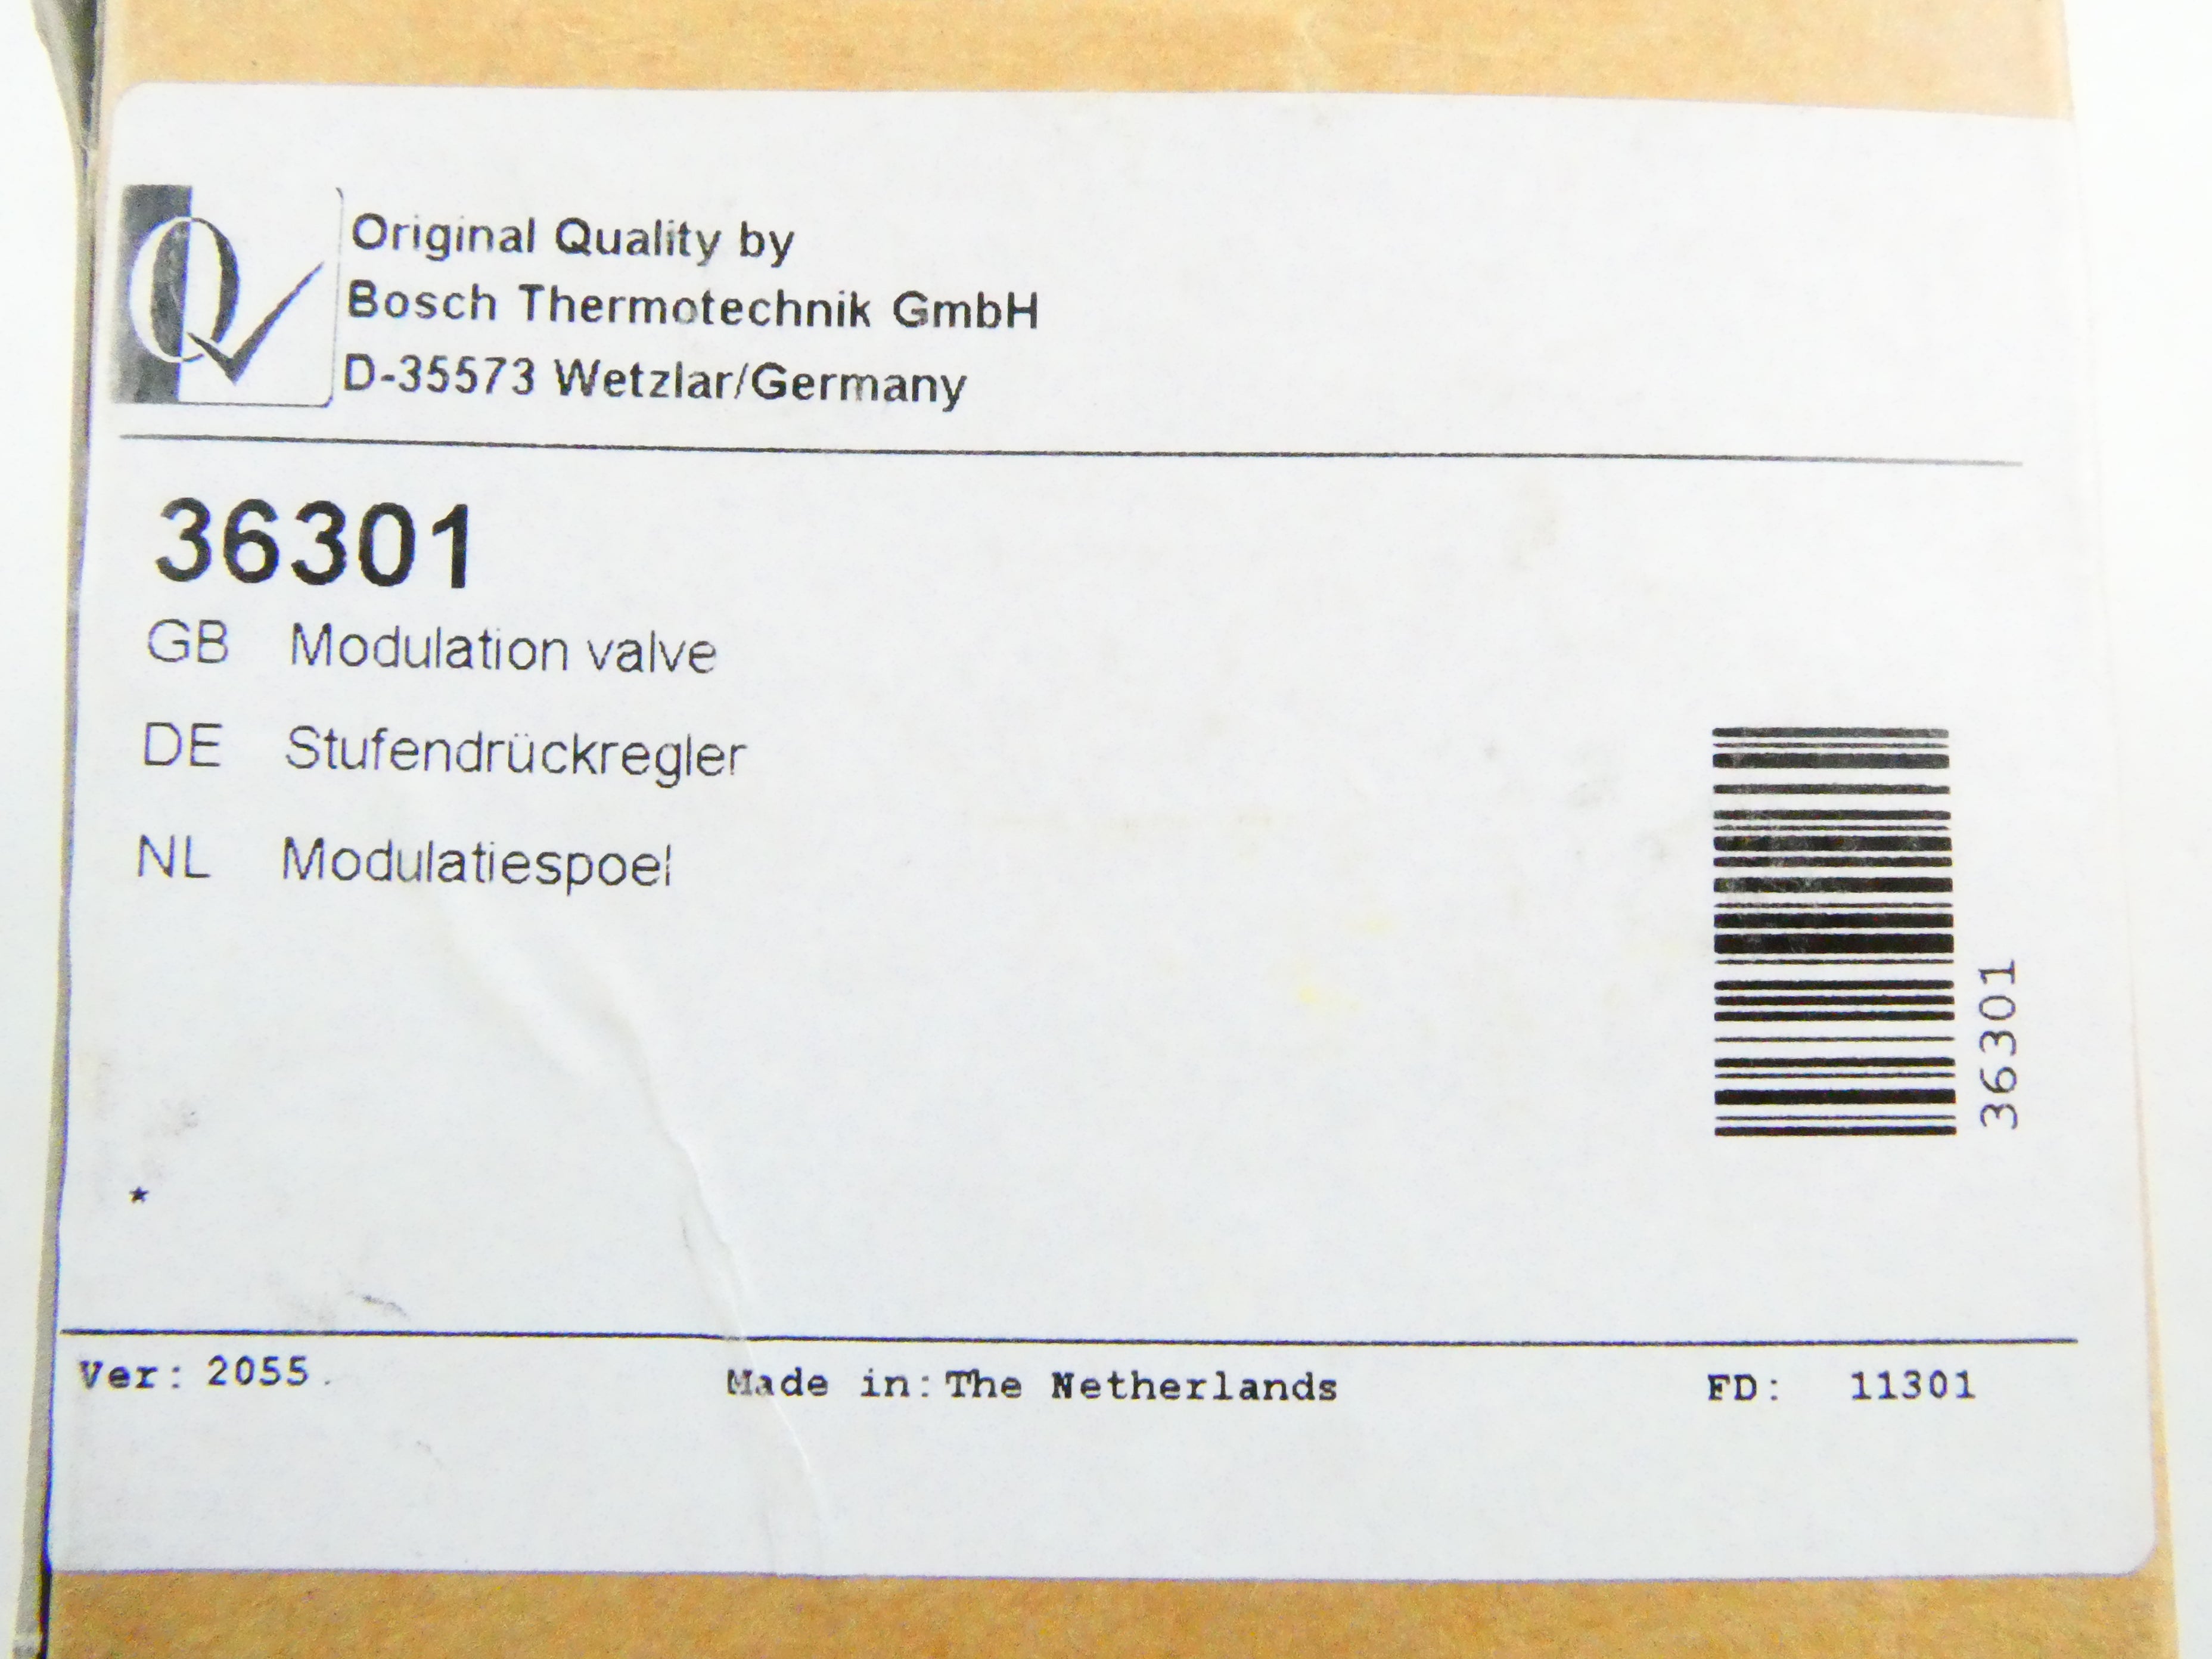 Original Quality by
Bosch Thermotechnik GmbH
D-35573 Wetzlar/Germany
36301
GB Modulation valve
DE Stufendrückregler
NL Modulatiespoel
36301
*
Ver: 2055.
Made in: The Netherlands
FD: 11301